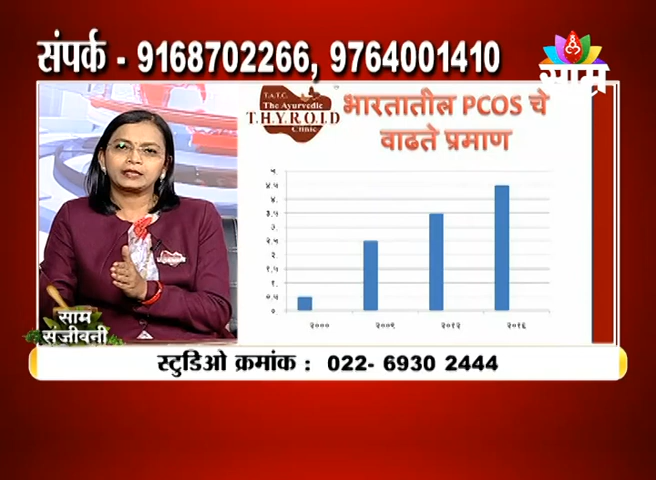 संपर्क - 9168702266, 9764001410
साम
T.A.T.C.
The Ayurvedic
T.H.Y.R.O.I.D
Clinic
भारतातील PCOS चे
वाढते प्रमाण
५
४.५
४.
३.५
३.
२.५
२.
१.५
१.
०.५
०
२०००
२००९
२०१२
२०१६
साम
संजीवनी
स्टुडिओ क्रमांक : 022- 6930 2444